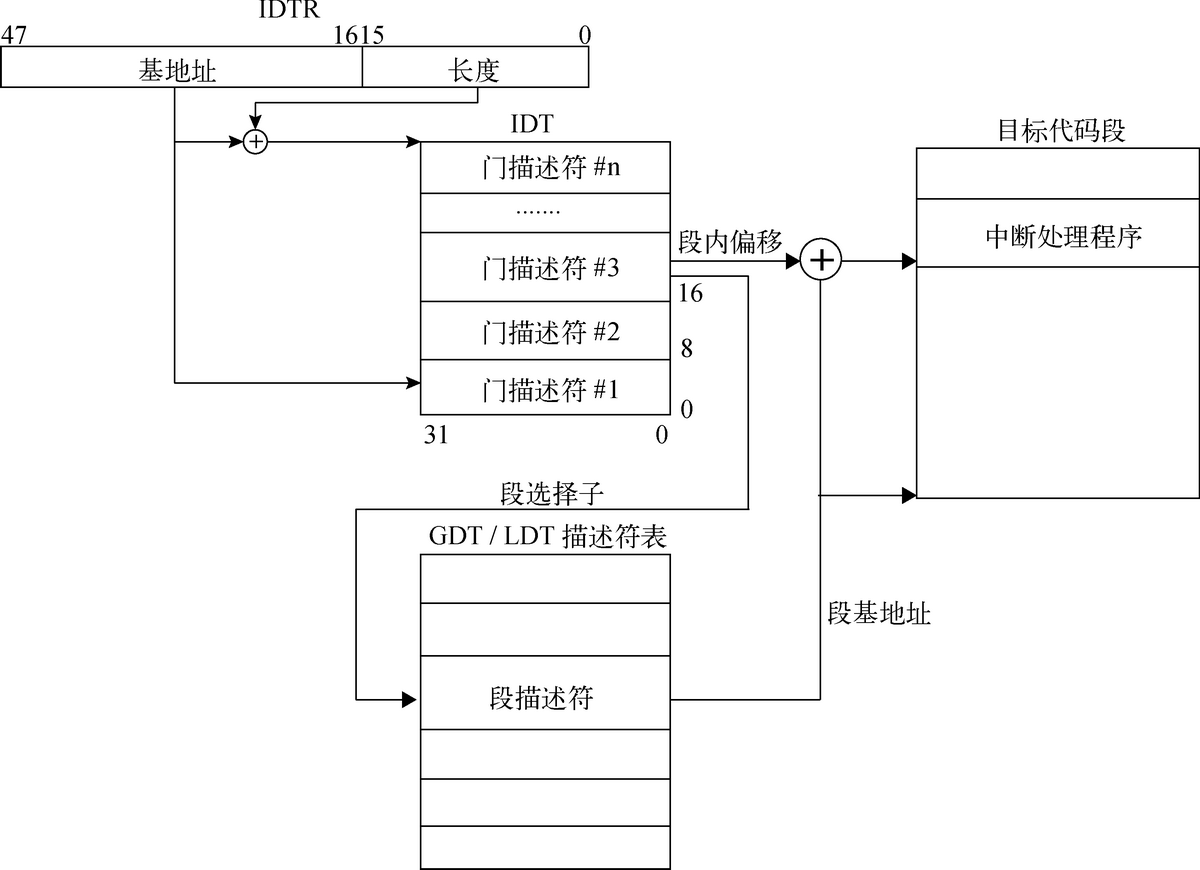 IDTR
47 1615 0
基地址 长度
IDT
门描述符 #n
·······
门描述符 #3
门描述符 #2
门描述符 #1
16
8
0
31 0
段内偏移
目标代码段
中断处理程序
段选择子
GDT / LDT 描述符表
段描述符
段基地址